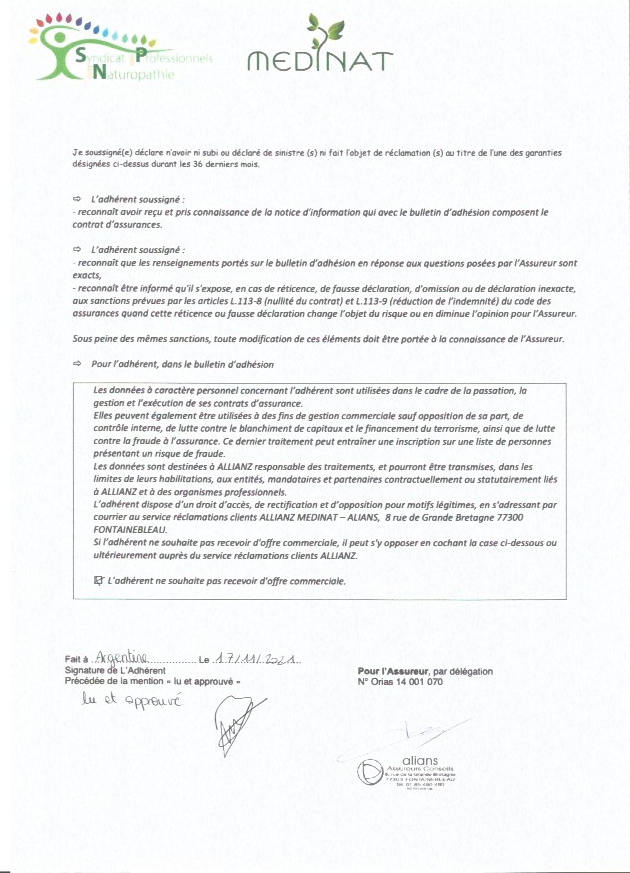 Syndicat Professionnels
Naturopathie
MEDINAT
Je soussigné(e) déclare n'avoir ni subi ou déclaré de sinistre (s) ni fait l'objet de réclamation (s) au titre de l'une des garanties
désignées ci-dessus durant les 36 derniers mois.
⇨ L'adhérent soussigné :
- reconnaît avoir reçu et pris connaissance de la notice d'information qui avec le bulletin d'adhésion composent le
contrat d'assurances.
⇨ L'adhérent soussigné :
- reconnaît que les renseignements portés sur le bulletin d'adhésion en réponse aux questions posées par l'Assureur sont
exacts,
- reconnaît être informé qu'il s'expose, en cas de réticence, de fausse déclaration, d'omission ou de déclaration inexacte,
aux sanctions prévues par les articles L.113-8 (nullité du contrat) et L.113-9 (réduction de l'indemnité) du code des
assurances quand cette réticence ou fausse déclaration change l'objet du risque ou en diminue l'opinion pour l'Assureur.
Sous peine des mêmes sanctions, toute modification de ces éléments doit être portée à la connaissance de l'Assureur.
⇨ Pour l'adhérent, dans le bulletin d'adhésion
Les données à caractère personnel concernant l'adhérent sont utilisées dans le cadre de la passation, la
gestion et l'exécution de ses contrats d'assurance.
Elles peuvent également être utilisées à des fins de gestion commerciale sauf opposition de sa part, de
contrôle interne, de lutte contre le blanchiment de capitaux et le financement du terrorisme, ainsi que de lutte
contre la fraude à l'assurance. Ce dernier traitement peut entraîner une inscription sur une liste de personnes
présentant un risque de fraude.
Les données sont destinées à ALLIANZ responsable des traitements, et pourront être transmises, dans les
limites de leurs habilitations, aux entités, mandataires et partenaires contractuellement ou statutairement liés
à ALLIANZ et à des organismes professionnels.
L'adhérent dispose d'un droit d'accès, de rectification et d'opposition pour motifs légitimes, en s'adressant par
courrier au service réclamations clients ALLIANZ MEDINAT – ALIANS, 8 rue de Grande Bretagne 77300
FONTAINEBLEAU.
Si l'adhérent ne souhaite pas recevoir d'offre commerciale, il peut s'y opposer en cochant la case ci-dessous ou
ultérieurement auprès du service réclamations clients ALLIANZ.
☑ L'adhérent ne souhaite pas recevoir d'offre commerciale.
Fait à Argentine Le 17/11/2021
Signature de L'Adhérent
Précédée de la mention « lu et approuvé »
lu et approuvé
Pour l'Assureur, par délégation
N° Orias 14 001 070
alians
Assureurs Conseils
8, rue de la Grande Bretagne
77300 FONTAINEBLEAU